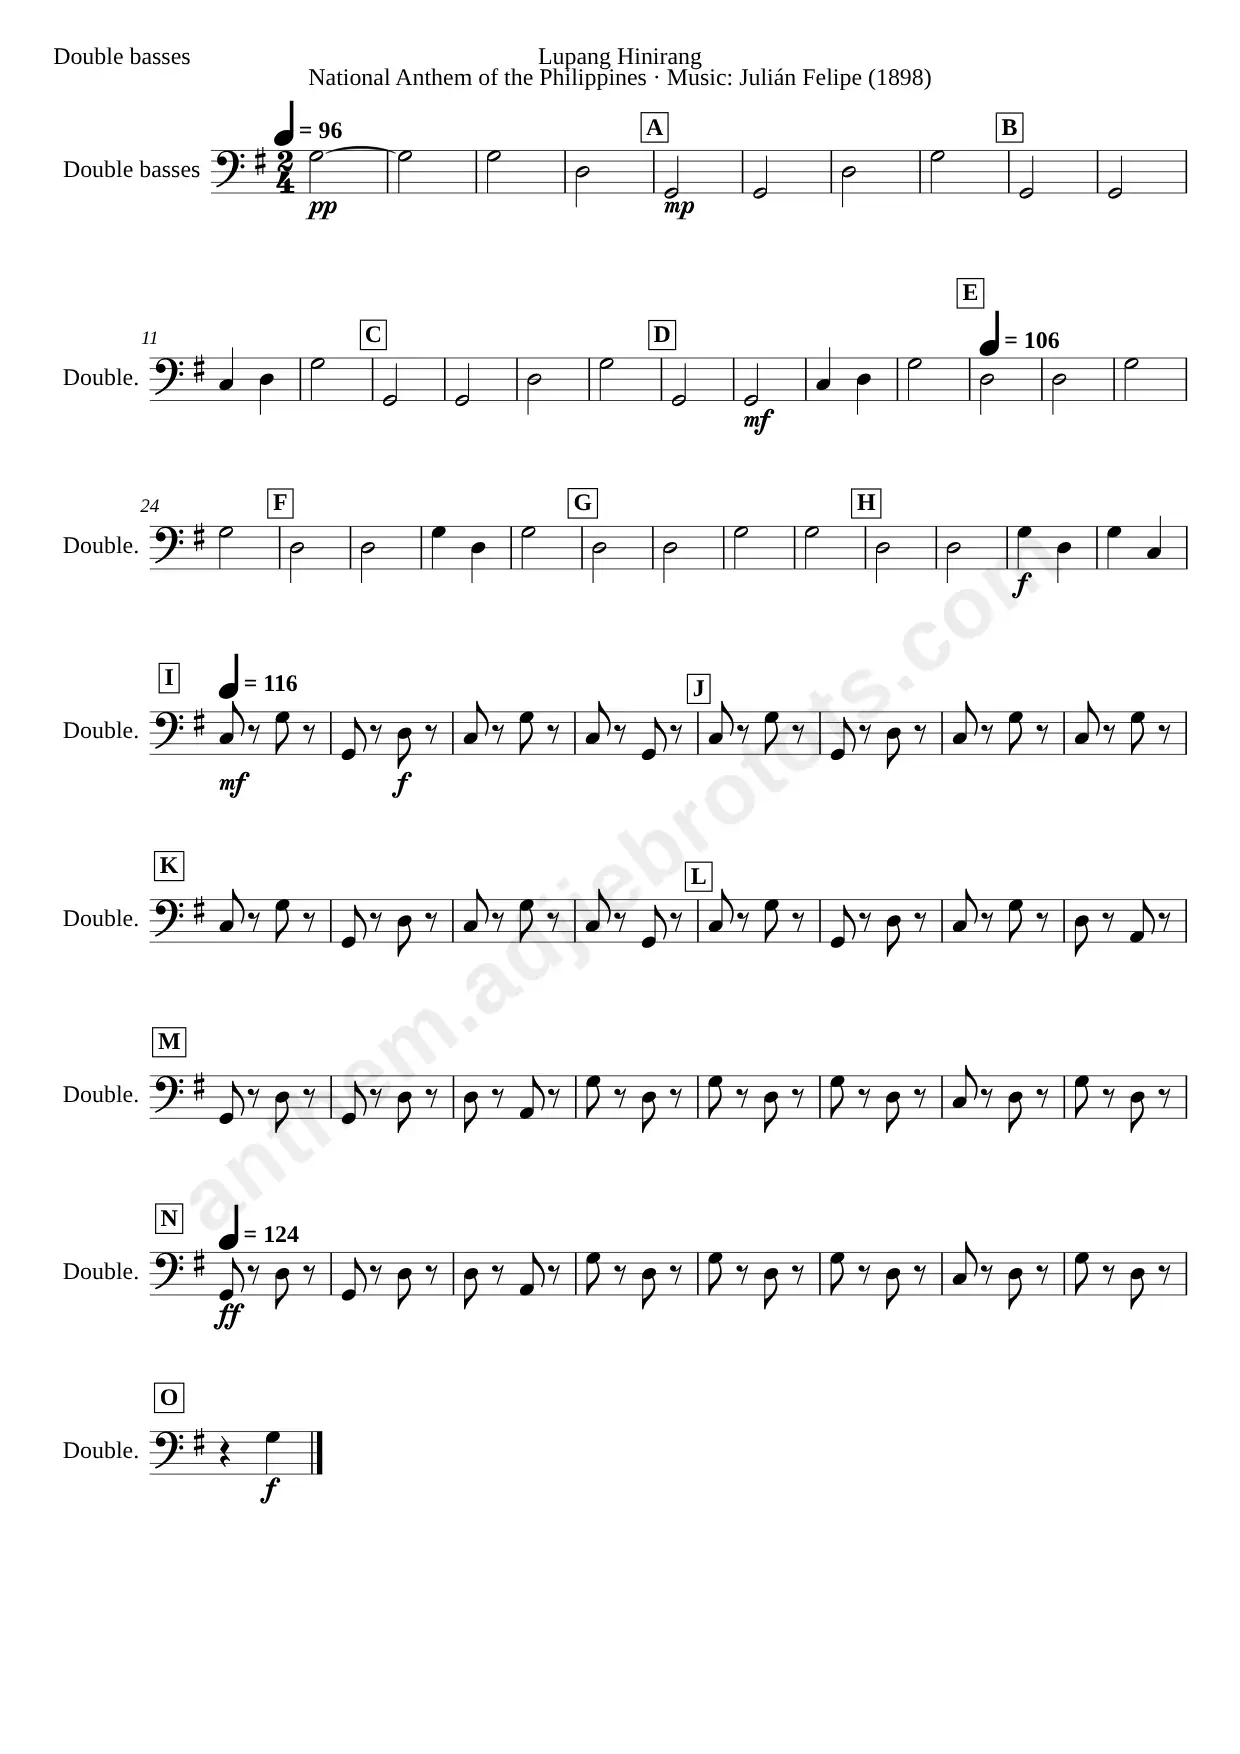 Double basses
Lupang Hinirang
National Anthem of the Philippines · Music: Julián Felipe (1898)
= 96
A
B
Double basses
pp
mp
E
11
C
D
= 106
Double.
mf
24
F
G
H
Double.
f
I
= 116
J
Double.
mf
f
K
L
Double.
M
Double.
N
= 124
Double.
ff
O
Double.
f
anthem.adjiebrotots.com